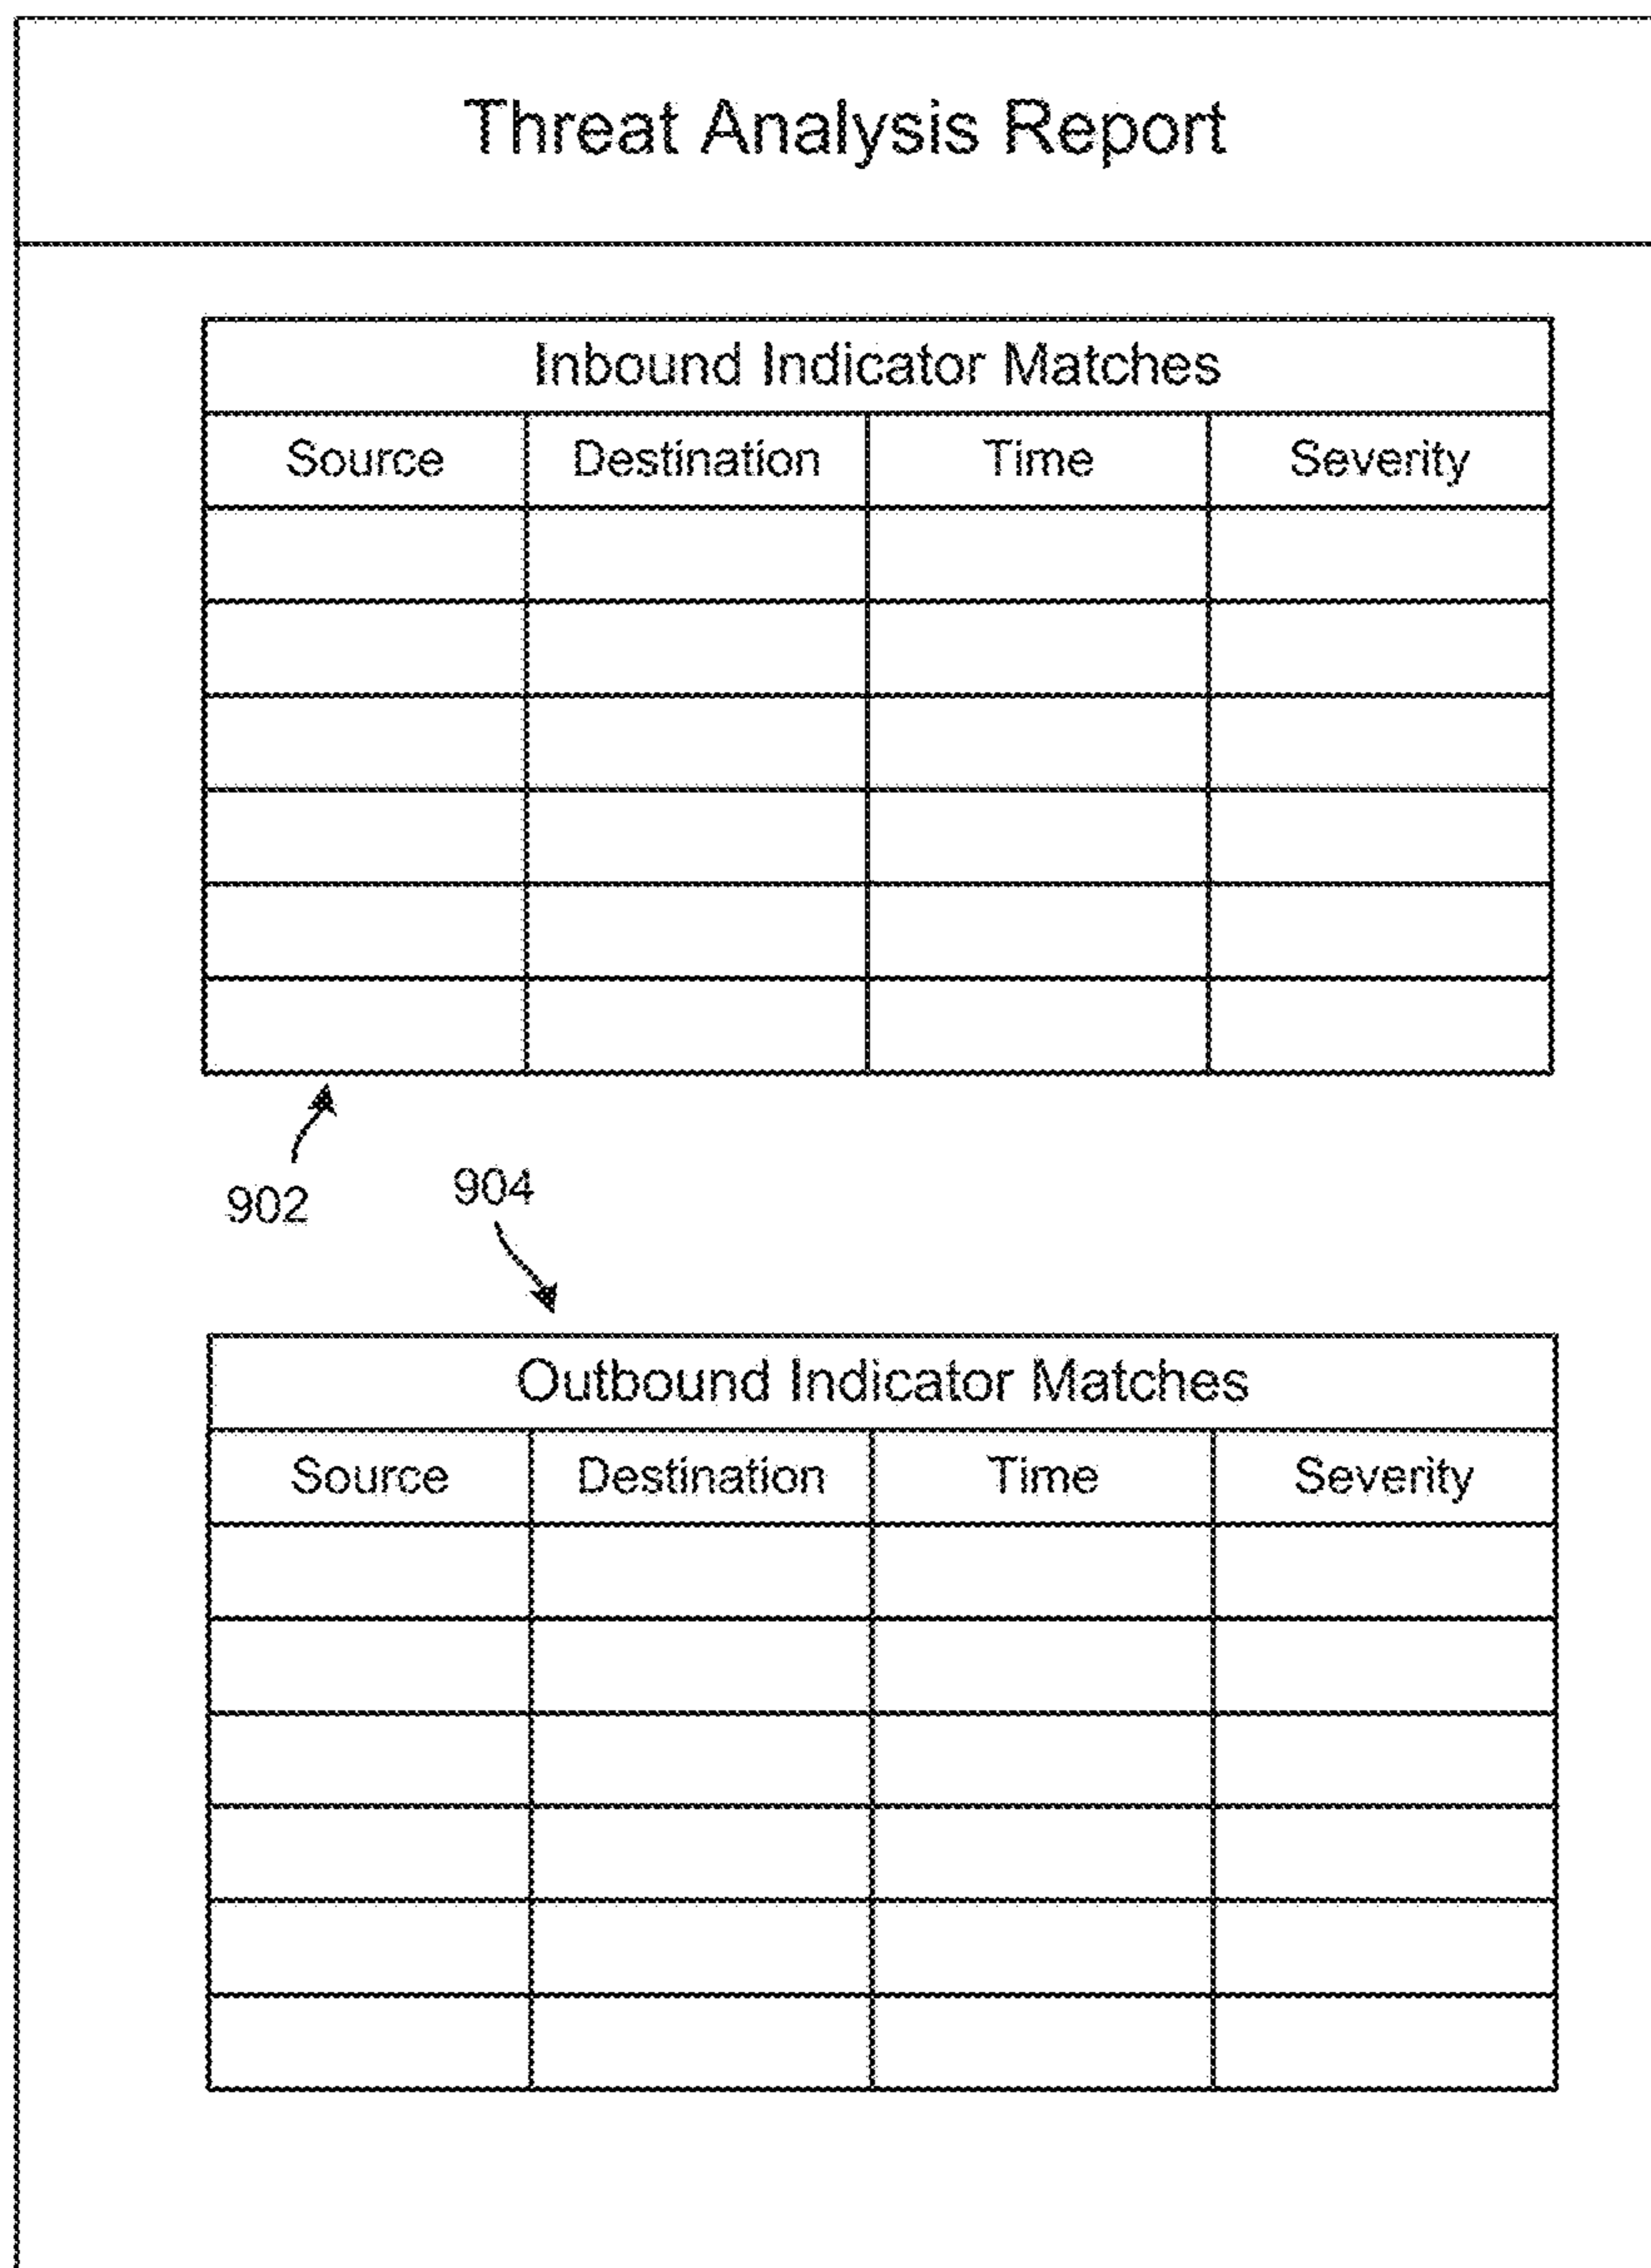 Threat Analysis Report
Inbound Indicator Matches
Source Destination Time Severity
902
904
Outbound Indicator Matches
Source Destination Time Severity